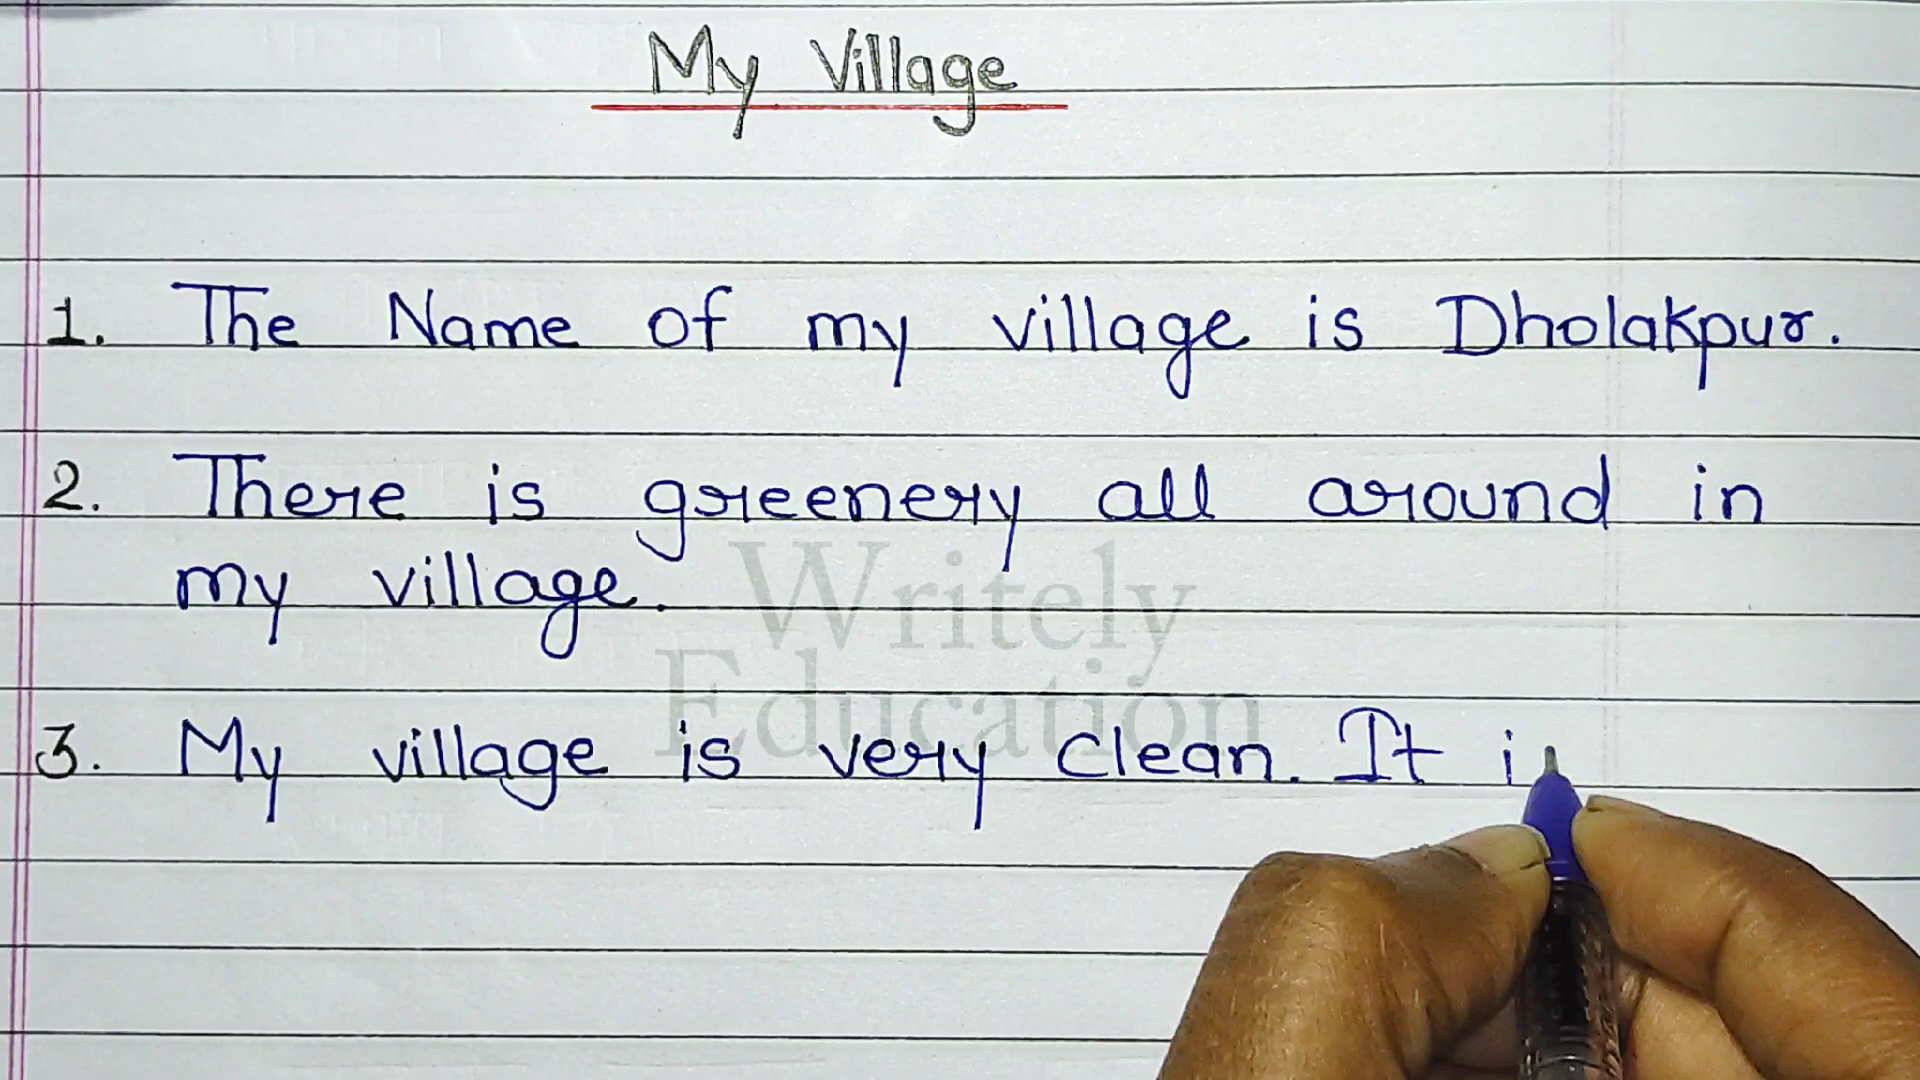 My Village
1. The Name of my village is Dholakpur.
2. There is greenery all around in
my village.
Writely
Education
3. My village is very clean. It i